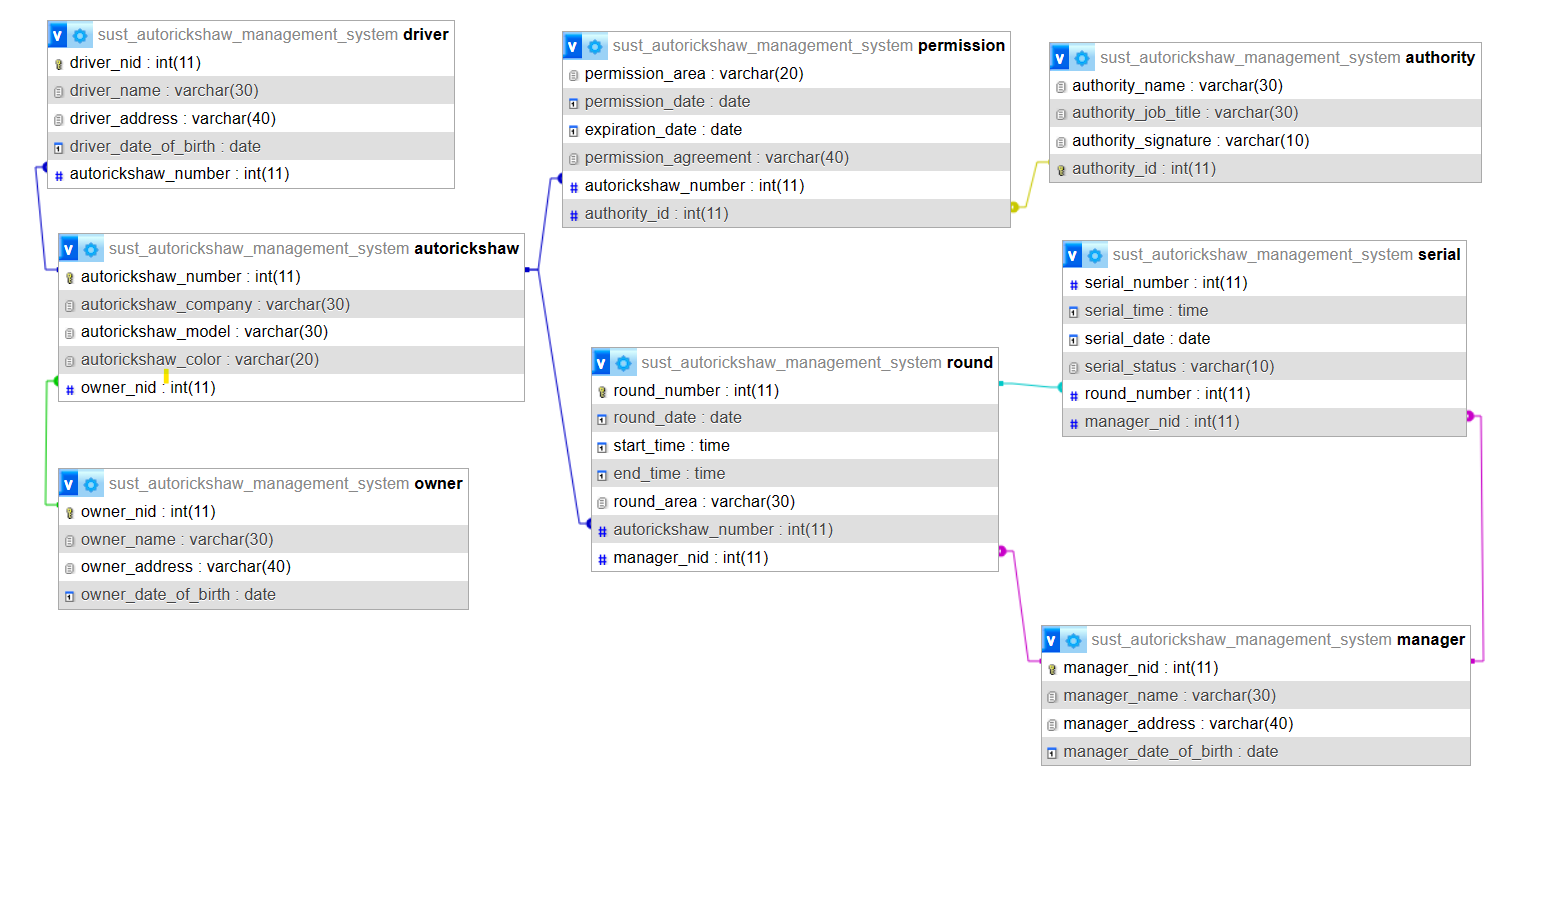 v sust_autorickshaw_management_system driver
driver_nid : int(11)
driver_name : varchar(30)
driver_address : varchar(40)
driver_date_of_birth : date
# autorickshaw_number : int(11)
v sust_autorickshaw_management_system autorickshaw
autorickshaw_number : int(11)
autorickshaw_company : varchar(30)
autorickshaw_model : varchar(30)
autorickshaw_color : varchar(20)
# owner_nid : int(11)
v sust_autorickshaw_management_system owner
owner_nid : int(11)
owner_name : varchar(30)
owner_address : varchar(40)
owner_date_of_birth : date
v sust_autorickshaw_management_system permission
permission_area : varchar(20)
permission_date : date
expiration_date : date
permission_agreement : varchar(40)
# autorickshaw_number : int(11)
# authority_id : int(11)
v sust_autorickshaw_management_system round
round_number : int(11)
round_date : date
start_time : time
end_time : time
round_area : varchar(30)
# autorickshaw_number : int(11)
# manager_nid : int(11)
v sust_autorickshaw_management_system authority
authority_name : varchar(30)
authority_job_title : varchar(30)
authority_signature : varchar(10)
authority_id : int(11)
v sust_autorickshaw_management_system serial
# serial_number : int(11)
serial_time : time
serial_date : date
serial_status : varchar(10)
# round_number : int(11)
# manager_nid : int(11)
v sust_autorickshaw_management_system manager
manager_nid : int(11)
manager_name : varchar(30)
manager_address : varchar(40)
manager_date_of_birth : date